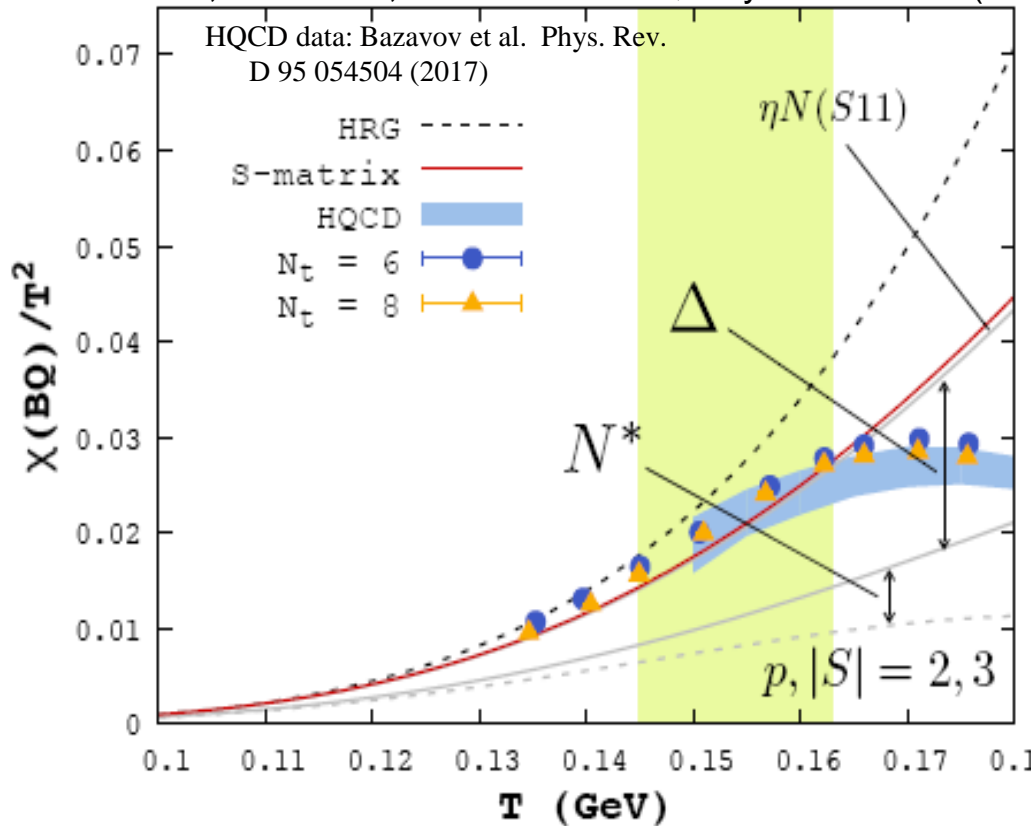 HQCD data: Bazavov et al. Phys. Rev.
D 95 054504 (2017)
HRG
S-matrix
HQCD
N_t = 6
N_t = 8
ηN(S11)
Δ
N*
p, |S| = 2, 3
χ(BQ)/T²
0.07
0.06
0.05
0.04
0.03
0.02
0.01
0
0.1 0.11 0.12 0.13 0.14 0.15 0.16 0.17
T (GeV)